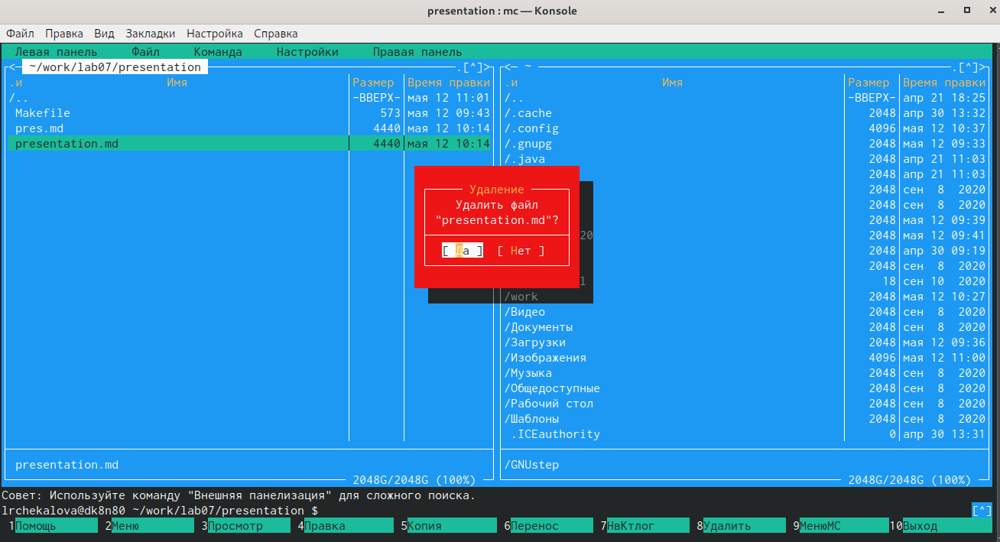 presentation : mc — Konsole
Файл Правка Вид Закладки Настройка Справка
Левая панель Файл Команда Настройки Правая панель
<─ ~/work/lab07/presentation .[^]>
.и Имя Размер Время правки
/.. -ВВЕРХ- мая 12 11:01
Makefile 573 мая 12 09:43
pres.md 4440 мая 12 10:14
presentation.md 4440 мая 12 10:14
presentation.md
2048G/2048G (100%)
<─ ~ .[^]>
.и Имя Размер Время правки
/.. -ВВЕРХ- апр 21 18:25
/.cache 2048 апр 30 13:32
/.config 4096 мая 12 10:37
/.gnupg 2048 мая 12 09:33
/.java 2048 апр 21 11:03
2048 апр 21 11:03
2048 сен 8 2020
2048 сен 8 2020
2048 мая 12 09:39
20 2048 мая 12 09:41
2048 апр 30 09:19
2048 сен 8 2020
l 18 сен 10 2020
/work 2048 мая 12 10:27
/Видео 2048 сен 8 2020
/Документы 2048 сен 8 2020
/Загрузки 2048 мая 12 09:36
/Изображения 4096 мая 12 11:00
/Музыка 2048 сен 8 2020
/Общедоступные 2048 сен 8 2020
/Рабочий стол 2048 сен 8 2020
/Шаблоны 2048 сен 8 2020
.ICEauthority 0 апр 30 13:31
/GNUstep
2048G/2048G (100%)
Удаление
Удалить файл
"presentation.md"?
[ Да ] [ Нет ]
Совет: Используйте команду "Внешняя панелизация" для сложного поиска.
lrchekalova@dk8n80 ~/work/lab07/presentation $ [^]
1Помощь 2Меню 3Просмотр 4Правка 5Копия 6Перенос 7НвКтлог 8Удалить 9МенюМС 10Выход